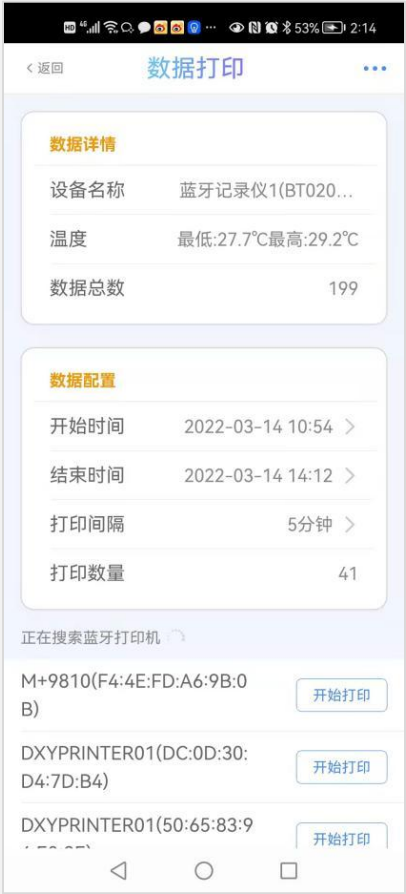 HD 46 53% 2:14
返回 数据打印
数据详情
设备名称 蓝牙记录仪1(BT020...
温度 最低:27.7℃最高:29.2℃
数据总数 199
数据配置
开始时间 2022-03-14 10:54
结束时间 2022-03-14 14:12
打印间隔 5分钟
打印数量 41
正在搜索蓝牙打印机
M+9810(F4:4E:FD:A6:9B:0
B) 开始打印
DXYPRINTER01(DC:0D:30:
D4:7D:B4) 开始打印
DXYPRINTER01(50:65:83:9
开始打印